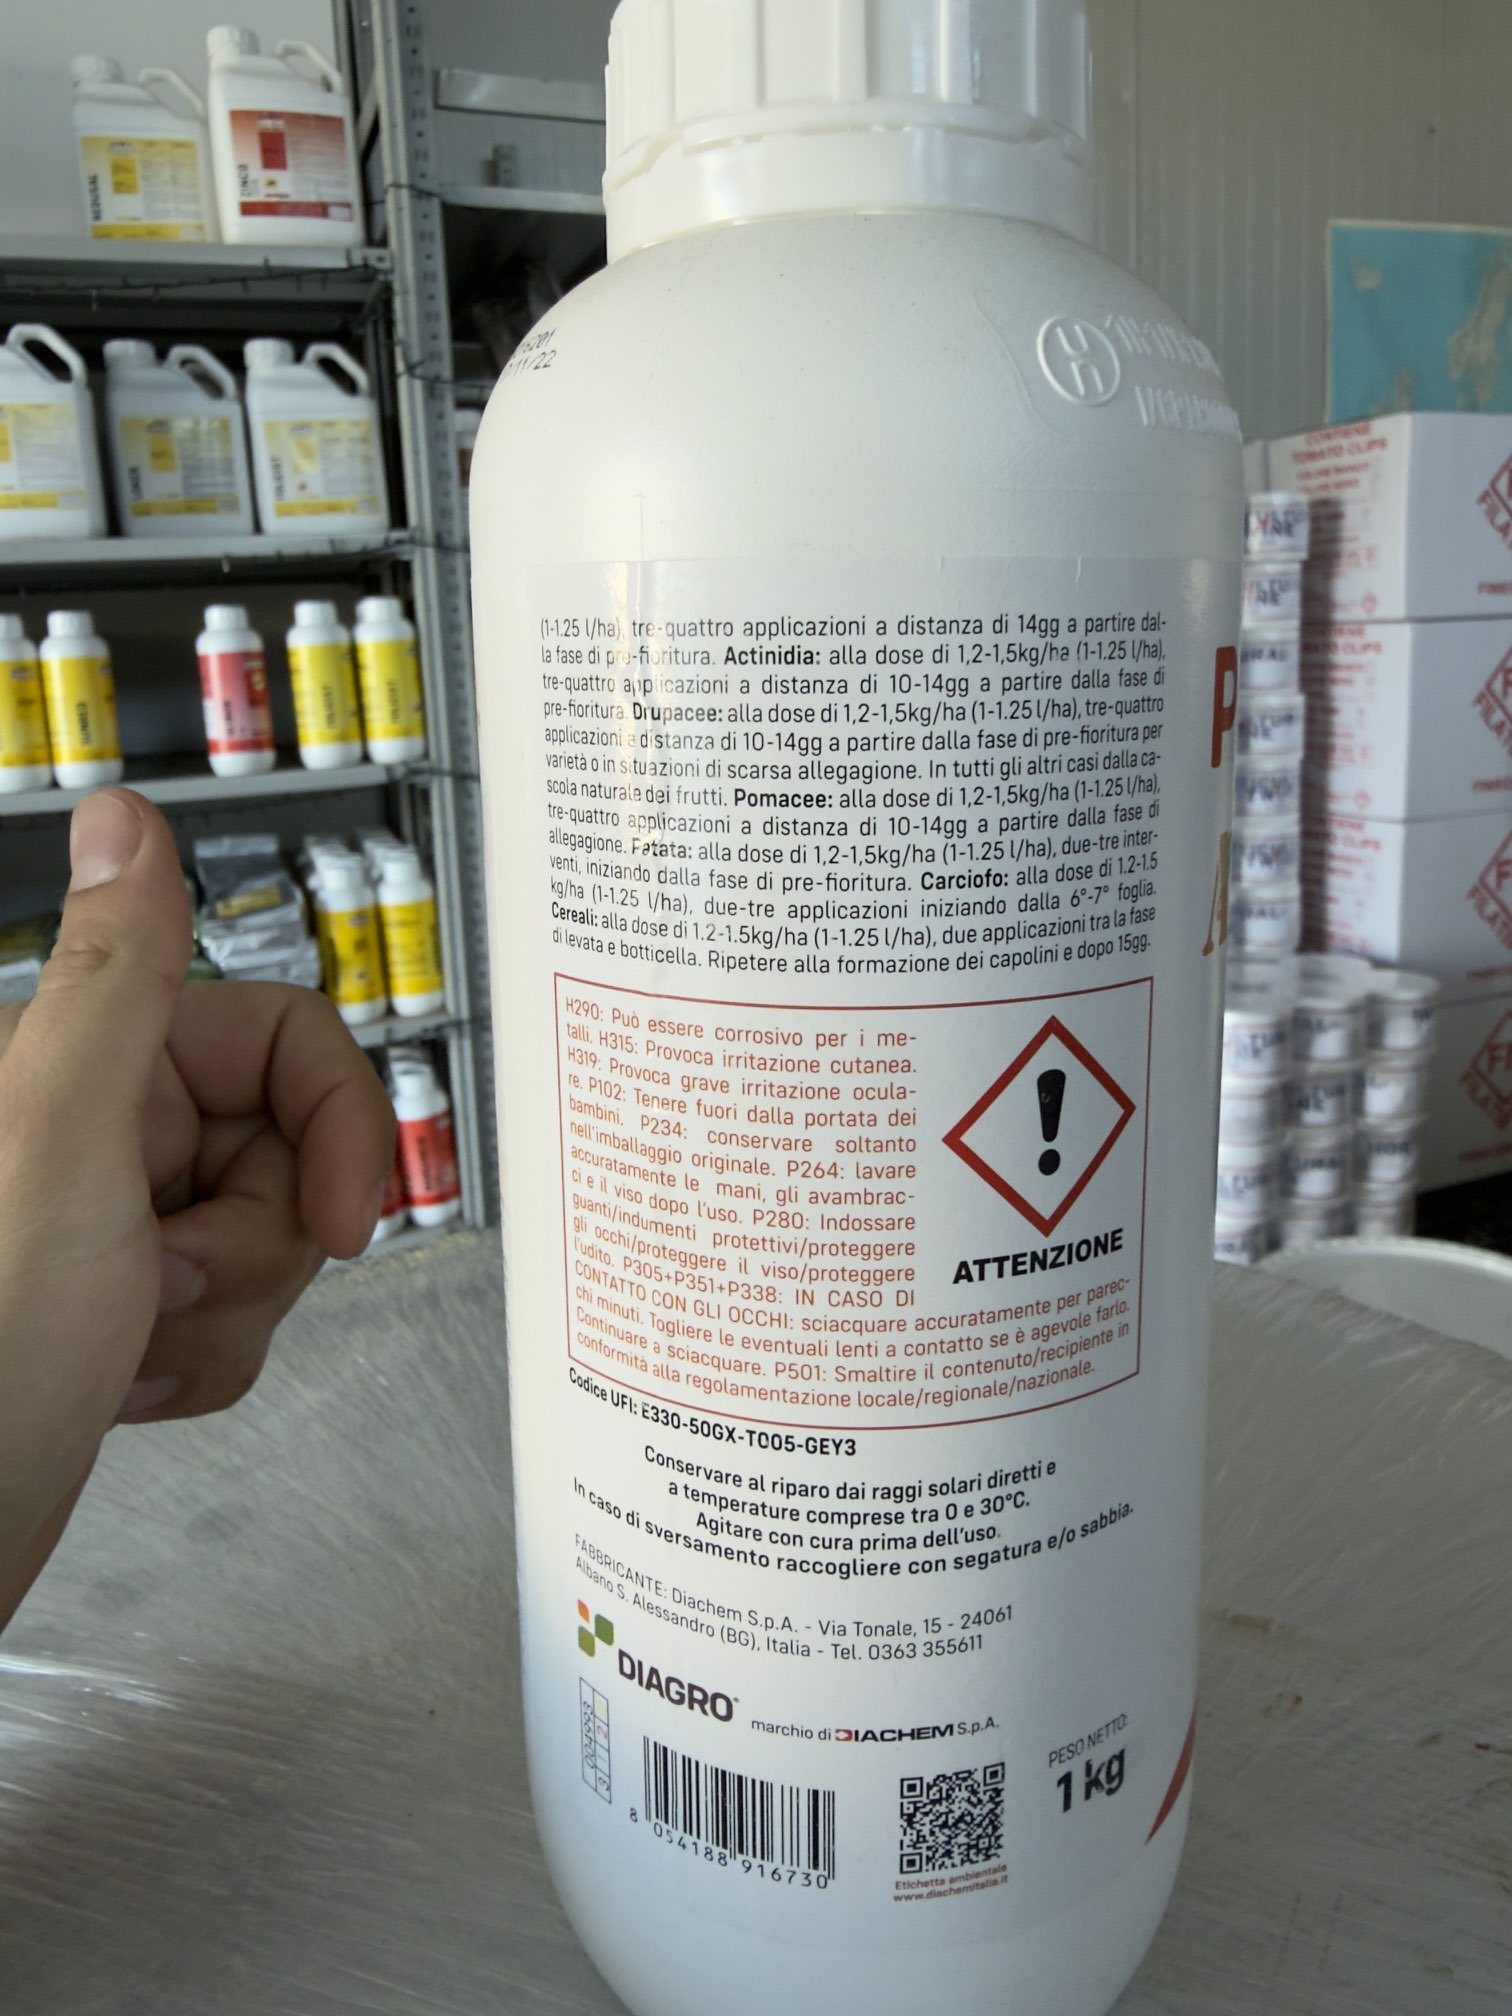 (1-1.25 l/ha), tre-quattro applicazioni a distanza di 14gg a partire dal-
la fase di pre-fioritura. Actinidia: alla dose di 1,2-1,5kg/ha (1-1.25 l/ha),
tre-quattro applicazioni a distanza di 10-14gg a partire dalla fase di
pre-fioritura. Drupacee: alla dose di 1,2-1,5kg/ha (1-1.25 l/ha), tre-quattro
applicazioni a distanza di 10-14gg a partire dalla fase di pre-fioritura per
varietà o in situazioni di scarsa allegagione. In tutti gli altri casi dalla ca-
scola naturale dei frutti. Pomacee: alla dose di 1,2-1,5kg/ha (1-1.25 l/ha),
tre-quattro applicazioni a distanza di 10-14gg a partire dalla fase di
allegagione. Patata: alla dose di 1,2-1,5kg/ha (1-1.25 l/ha), due-tre inter-
venti, iniziando dalla fase di pre-fioritura. Carciofo: alla dose di 1.2-1.5
kg/ha (1-1.25 l/ha), due-tre applicazioni iniziando dalla 6°-7° foglia.
Cereali: alla dose di 1.2-1.5kg/ha (1-1.25 l/ha), due applicazioni tra la fase
di levata e botticella. Ripetere alla formazione dei capolini e dopo 15gg.
H290: Può essere corrosivo per i me-
talli. H315: Provoca irritazione cutanea.
H319: Provoca grave irritazione ocula-
re. P102: Tenere fuori dalla portata dei
bambini. P234: conservare soltanto
nell'imballaggio originale. P264: lavare
accuratamente le mani, gli avambrac-
ci e il viso dopo l'uso. P280: Indossare
guanti/indumenti protettivi/proteggere
gli occhi/proteggere il viso/proteggere
l'udito. P305+P351+P338: IN CASO DI
CONTATTO CON GLI OCCHI: sciacquare accuratamente per parec-
chi minuti. Togliere le eventuali lenti a contatto se è agevole farlo.
Continuare a sciacquare. P501: Smaltire il contenuto/recipiente in
conformità alla regolamentazione locale/regionale/nazionale.
ATTENZIONE
Codice UFI: E330-50GX-T005-GEY3
Conservare al riparo dai raggi solari diretti e
a temperature comprese tra 0 e 30°C.
Agitare con cura prima dell'uso.
In caso di sversamento raccogliere con segatura e/o sabbia.
FABBRICANTE: Diachem S.p.A. - Via Tonale, 15 - 24061
Albano S. Alessandro (BG), Italia - Tel. 0363 355611
DIAGRO®
marchio di DIACHEM S.p.A.
004993
3 1 2
8 054188 916730
Etichetta ambientale
www.diachemitalia.it
PESO NETTO:
1 kg
P
A
/11/22
ZINCO
CONTIENE
TOMATO CLIPS